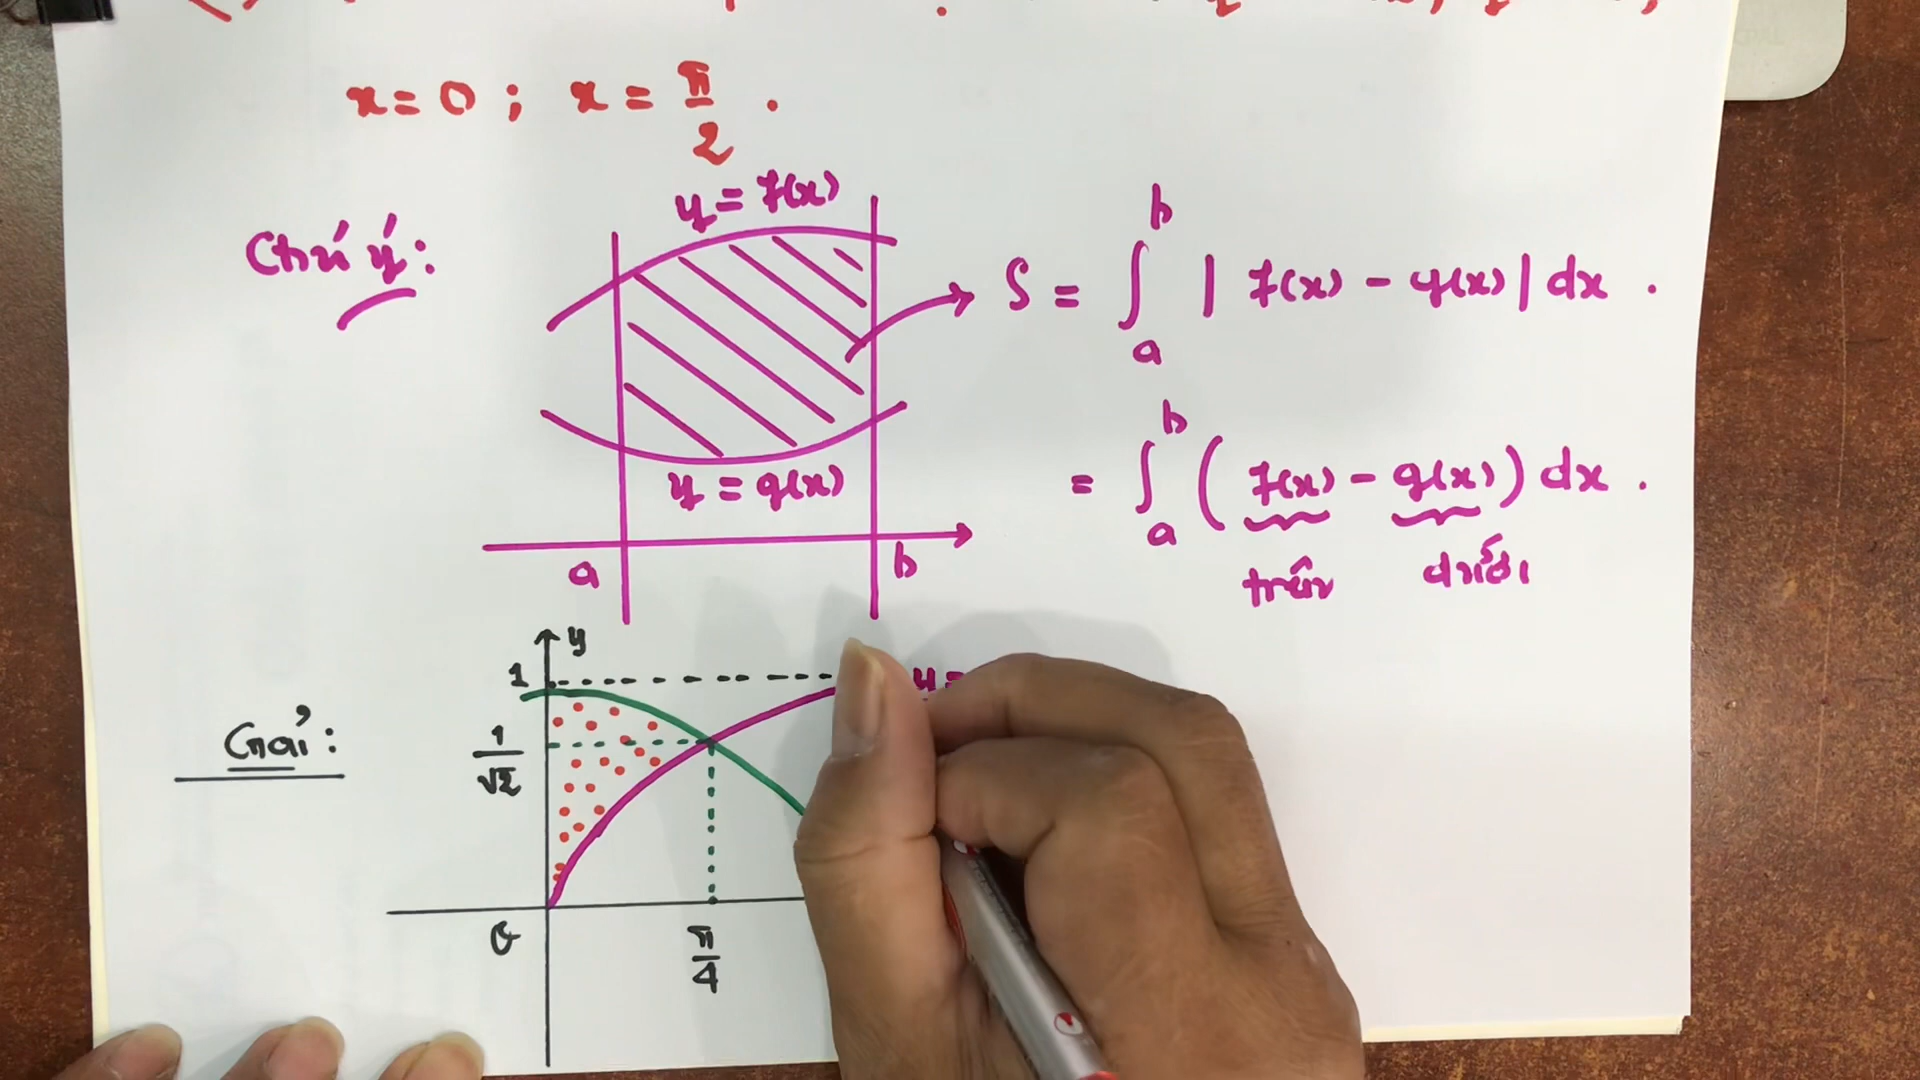 x = 0 ; x = π/2 .
Chú ý :
y = f(x)
S = ∫_a^b | f(x) - g(x) | dx .
= ∫_a^b ( f(x) - g(x) ) dx .
trên dưới
y = g(x)
a b
y
1
y =
Giải :
1/√2
O
π/4